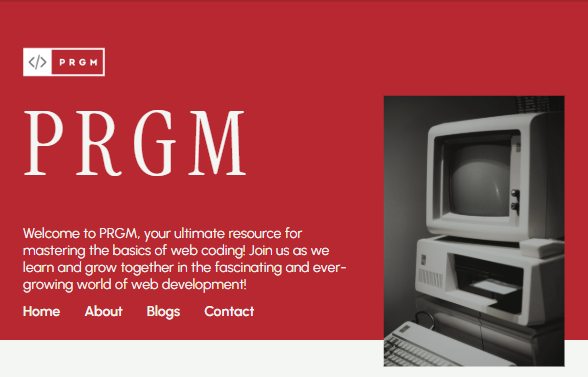 </> PRGM
PRGM
Welcome to PRGM, your ultimate resource for
mastering the basics of web coding! Join us as we
learn and grow together in the fascinating and ever-
growing world of web development!
Home About Blogs Contact